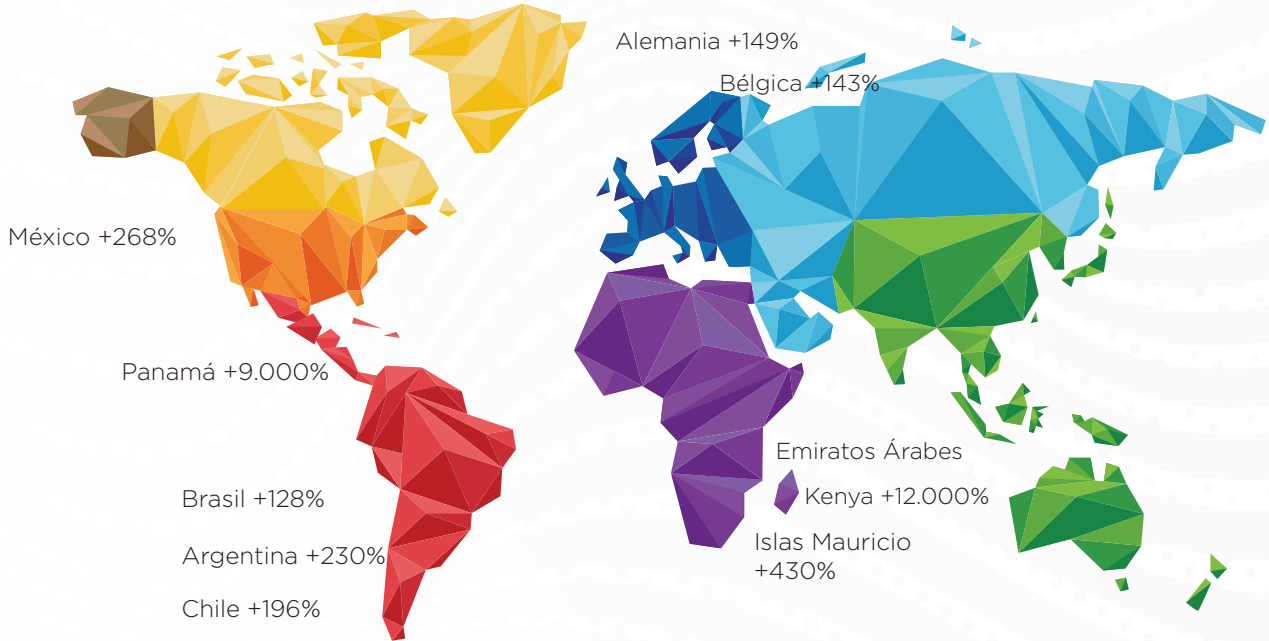 Alemania +149%
Bélgica +143%
México +268%
Panamá +9.000%
Emiratos Árabes
Brasil +128%
Kenya +12.000%
Argentina +230%
Islas Mauricio
+430%
Chile +196%